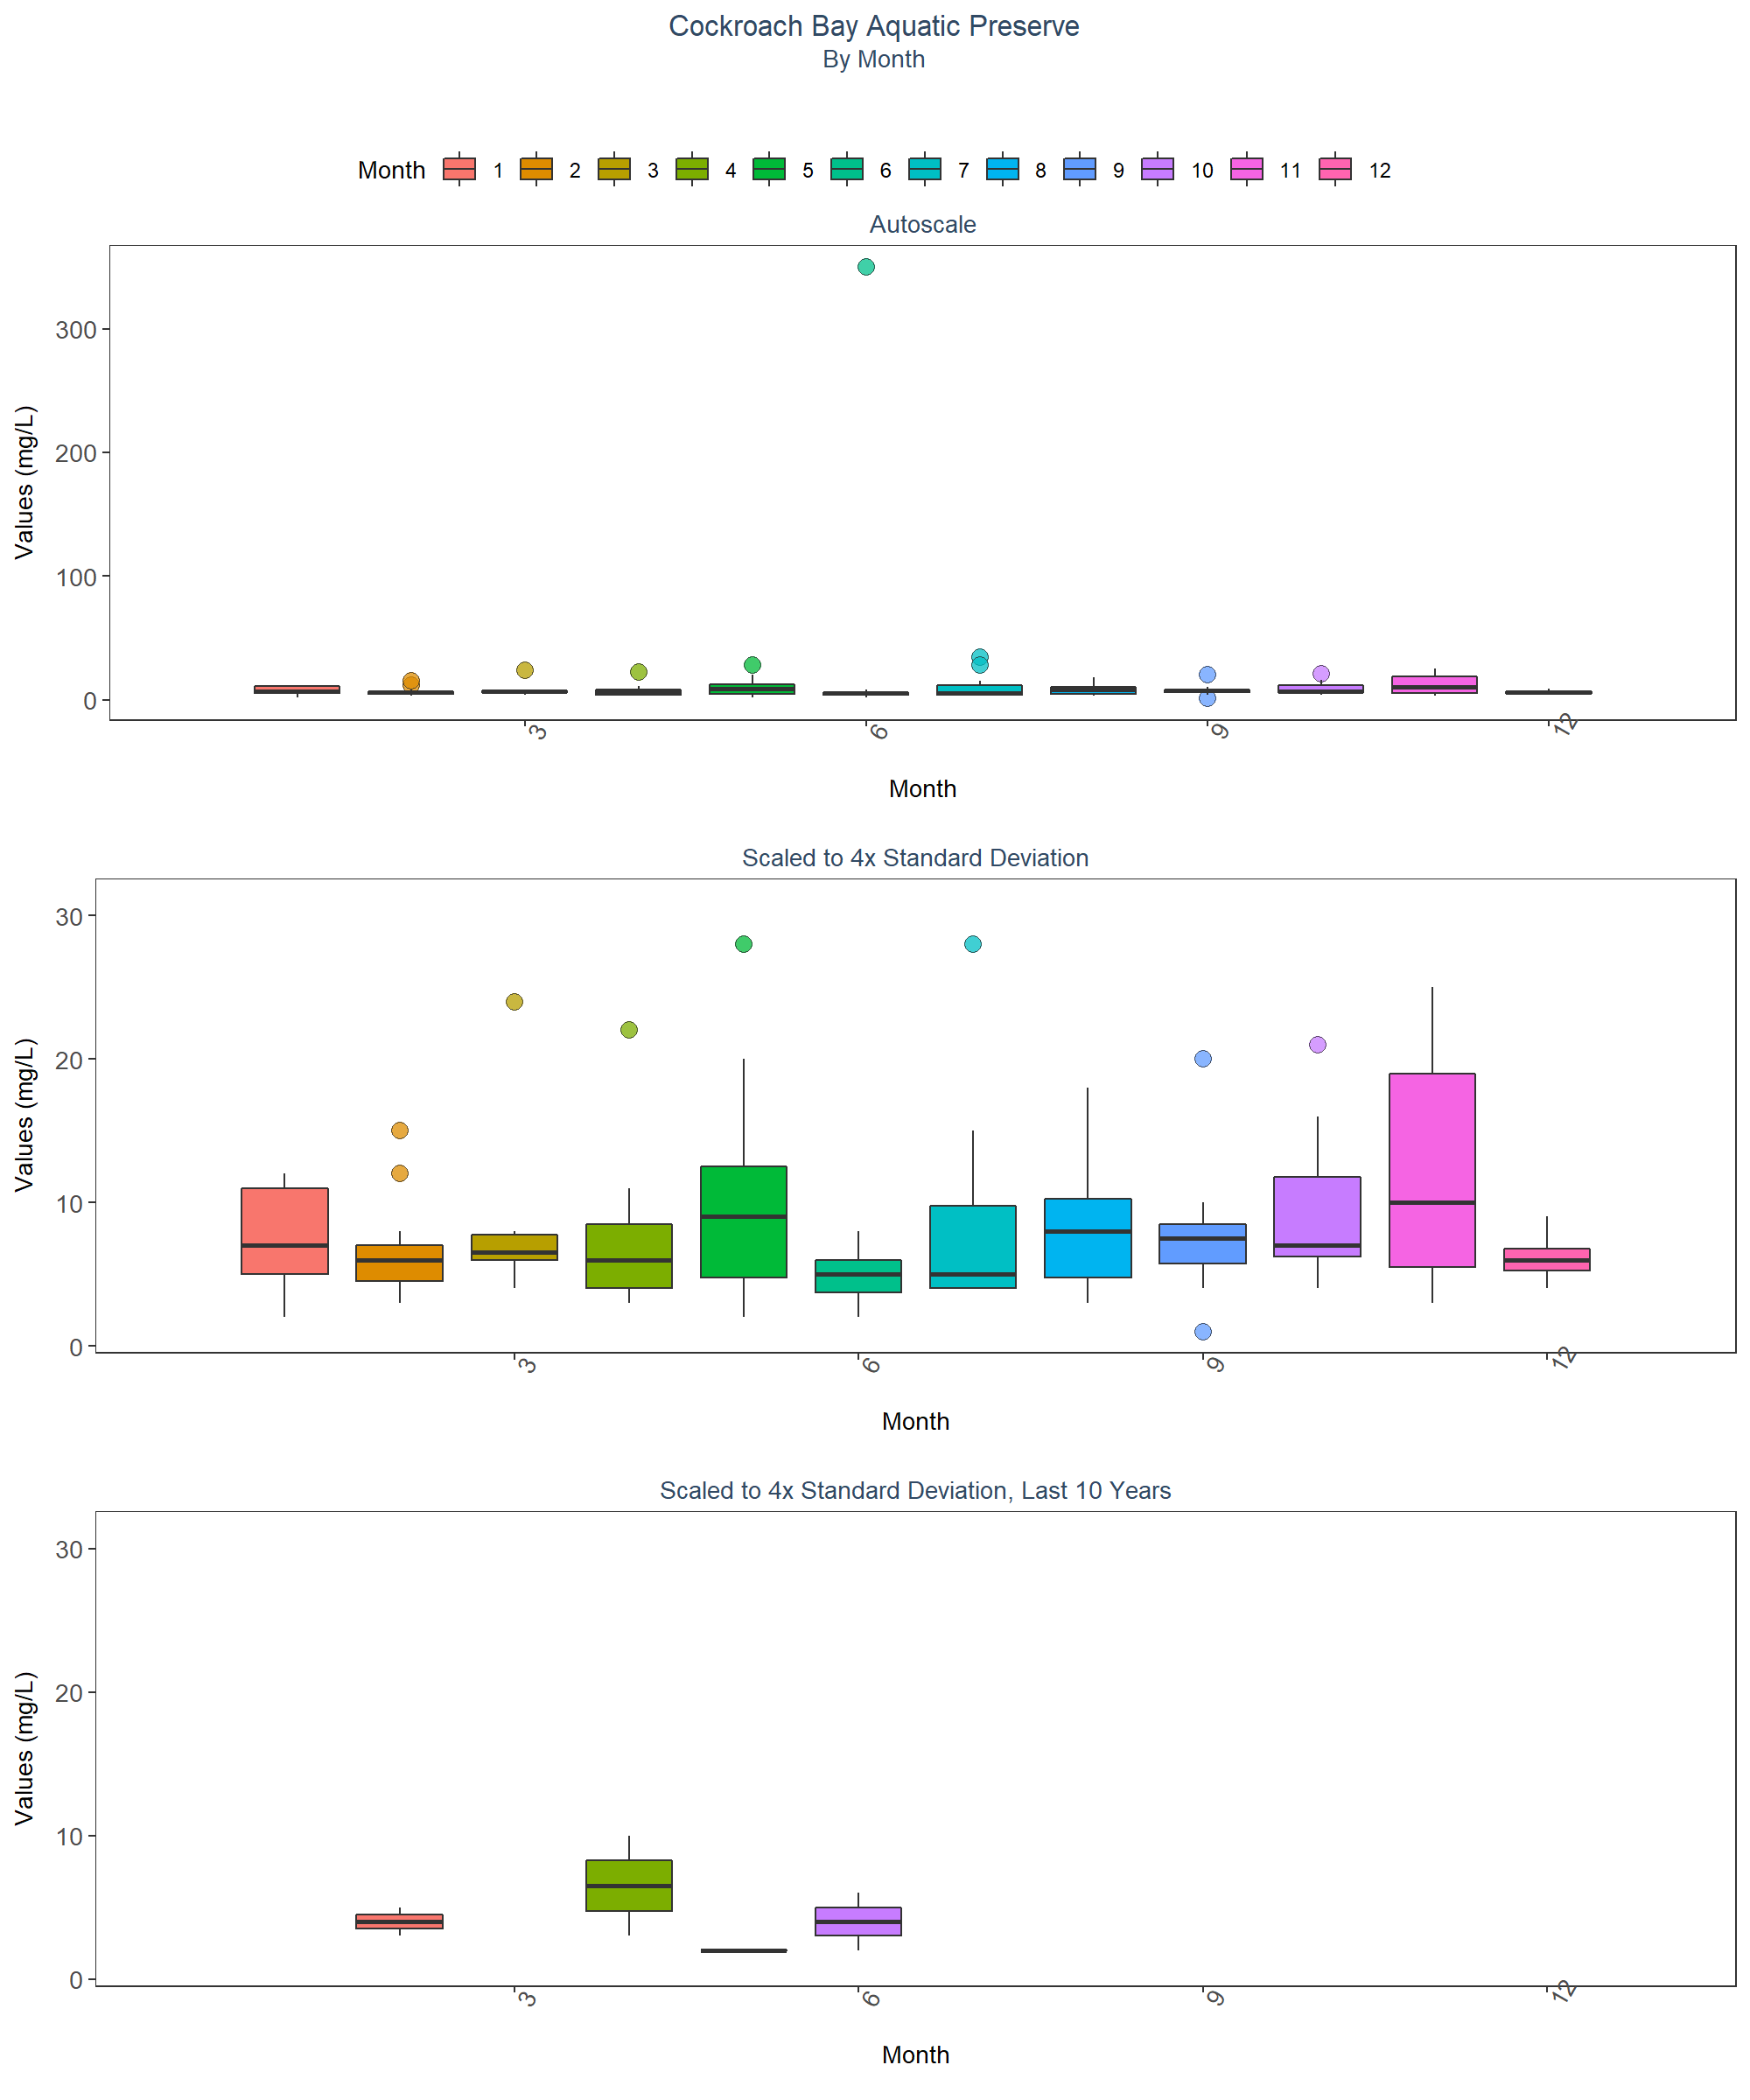 Cockroach Bay Aquatic Preserve
By Month
Month 1 2 3 4 5 6 7 8 9 10 11 12
Autoscale
Values (mg/L)
300
200
100
0
3 6 9 12
Month
Scaled to 4x Standard Deviation
Values (mg/L)
30
20
10
0
3 6 9 12
Month
Scaled to 4x Standard Deviation, Last 10 Years
Values (mg/L)
30
20
10
0
3 6 9 12
Month